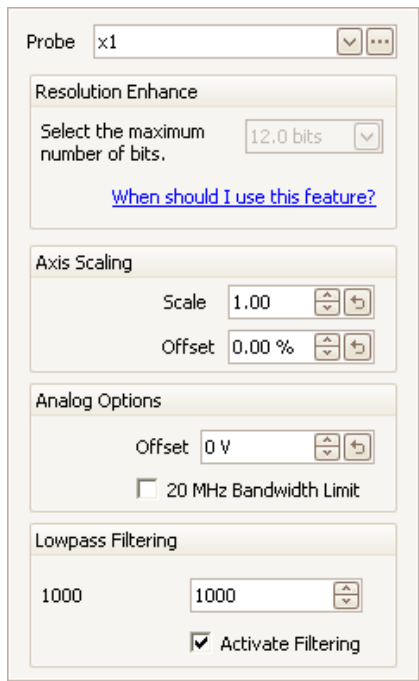 Probe x1
Resolution Enhance
Select the maximum 12.0 bits
number of bits.
When should I use this feature?
Axis Scaling
Scale 1.00
Offset 0.00 %
Analog Options
Offset 0 V
20 MHz Bandwidth Limit
Lowpass Filtering
1000 1000
Activate Filtering